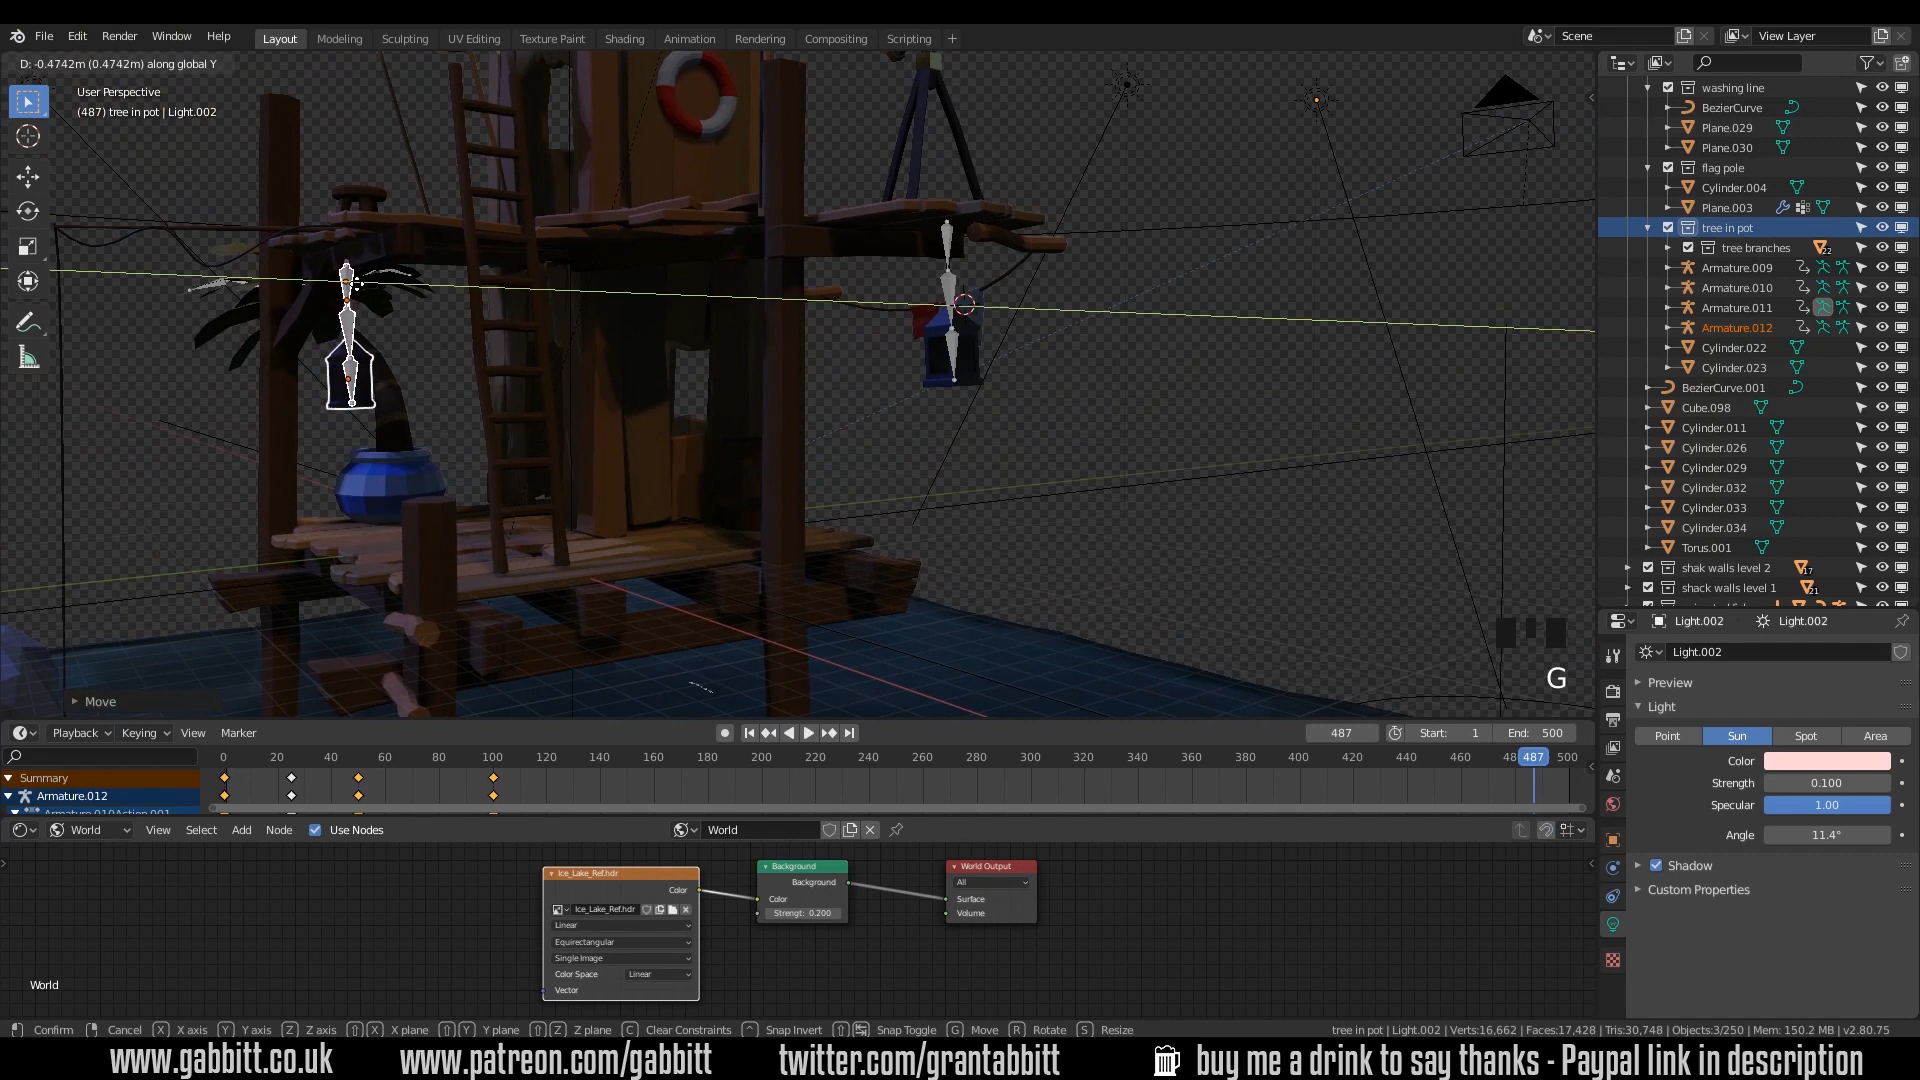 File Edit Render Window Help
Layout Modeling Sculpting UV Editing Texture Paint Shading Animation Rendering Compositing Scripting +
Scene
View Layer
D: -0.4742m (0.4742m) along global Y
User Perspective
(487) tree in pot | Light.002
washing line
BezierCurve
Plane.029
Plane.030
flag pole
Cylinder.004
Plane.003
tree in pot
tree branches 22
Armature.009
Armature.010
Armature.011
Armature.012
Cylinder.022
Cylinder.023
BezierCurve.001
Cube.098
Cylinder.011
Cylinder.026
Cylinder.029
Cylinder.032
Cylinder.033
Cylinder.034
Torus.001
shak walls level 2 17
shack walls level 1 21
Light.002 Light.002
Light.002
Preview
Light
Point Sun Spot Area
Color
Strength 0.100
Specular 1.00
Angle 11.4°
Shadow
Custom Properties
G
Move
Playback Keying View Marker
487 Start: 1 End: 500
0 20 40 60 80 100 120 140 160 180 200 220 240 260 280 300 320 340 360 380 400 420 440 460 48 487 500
Summary
Armature.012
World View Select Add Node Use Nodes World
Ice_Lake_Ref.hdr
Color
Ice_Lake_Ref.hdr
Linear
Equirectangular
Single Image
Color Space Linear
Vector
Background
Background
Color
Strengt: 0.200
World Output
All
Surface
Volume
World
Confirm Cancel X X axis Y Y axis Z Z axis X X plane Y Y plane Z Z plane C Clear Constraints ^ Snap Invert Snap Toggle G Move R Rotate S Resize
tree in pot | Light.002 | Verts:16,662 | Faces:17,428 | Tris:30,748 | Objects:3/250 | Mem: 150.2 MB | v2.80.75
www.gabbitt.co.uk www.patreon.com/gabbitt twitter.com/grantabbitt buy me a drink to say thanks - Paypal link in description